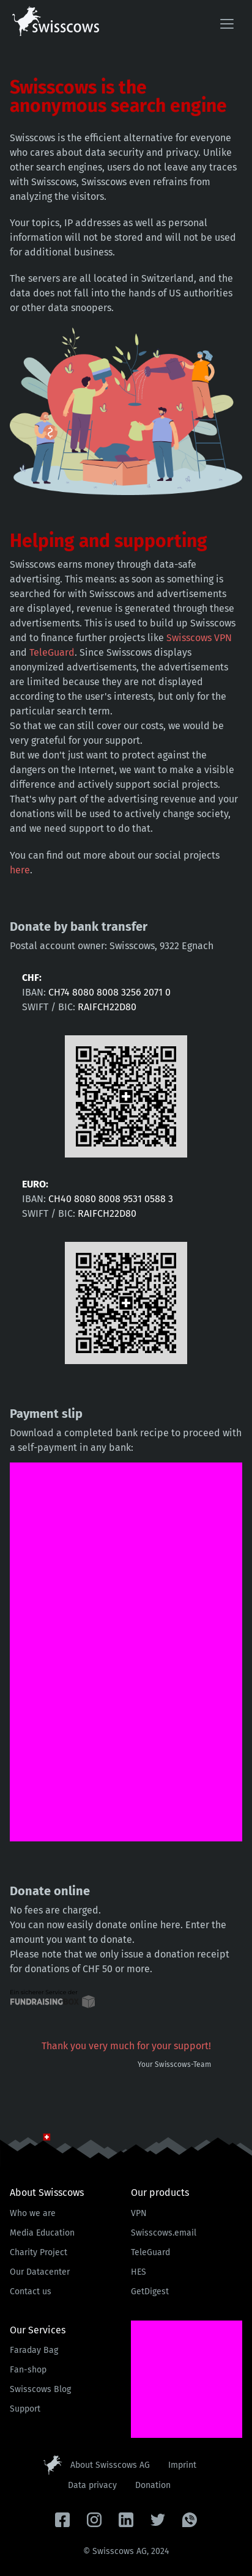 swisscows
Swisscows is the
anonymous search engine
Swisscows is the efficient alternative for everyone
who cares about data security and privacy. Unlike
other search engines, users do not leave any traces
with Swisscows, Swisscows even refrains from
analyzing the visitors.
Your topics, IP addresses as well as personal
information will not be stored and will not be used
for additional business.
The servers are all located in Switzerland, and the
data does not fall into the hands of US authorities
or other data snoopers.
Helping and supporting
Swisscows earns money through data-safe
advertising. This means: as soon as something is
searched for with Swisscows and advertisements
are displayed, revenue is generated through these
advertisements. This is used to build up Swisscows
and to finance further projects like Swisscows VPN
and TeleGuard. Since Swisscows displays
anonymized advertisements, the advertisements
are limited because they are not displayed
according to the user's interests, but only for the
particular search term.
So that we can still cover our costs, we would be
very grateful for your support.
But we don't just want to protect against the
dangers on the Internet, we want to make a visible
difference and actively support social projects.
That's why part of the advertising revenue and your
donations will be used to actively change society,
and we need support to do that.
You can find out more about our social projects
here.
Donate by bank transfer
Postal account owner: Swisscows, 9322 Egnach
CHF:
IBAN: CH74 8080 8008 3256 2071 0
SWIFT / BIC: RAIFCH22D80
EURO:
IBAN: CH40 8080 8008 9531 0588 3
SWIFT / BIC: RAIFCH22D80
Payment slip
Download a completed bank recipe to proceed with
a self-payment in any bank:
Donate online
No fees are charged.
You can now easily donate online here. Enter the
amount you want to donate.
Please note that we only issue a donation receipt
for donations of CHF 50 or more.
FUNDRAISING
Thank you very much for your support!
Your Swisscows-Team
About Swisscows
Who we are
Media Education
Charity Project
Our Datacenter
Contact us
Our products
VPN
Swisscows.email
TeleGuard
HES
GetDigest
Our Services
Faraday Bag
Fan-shop
Swisscows Blog
Support
About Swisscows AG Imprint
Data privacy Donation
© Swisscows AG, 2024